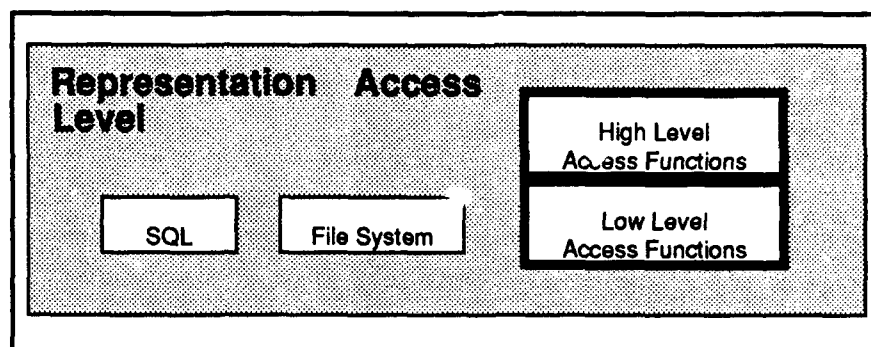 Representation Access
Level
High Level
Access Functions
SQL
File System
Low Level
Access Functions